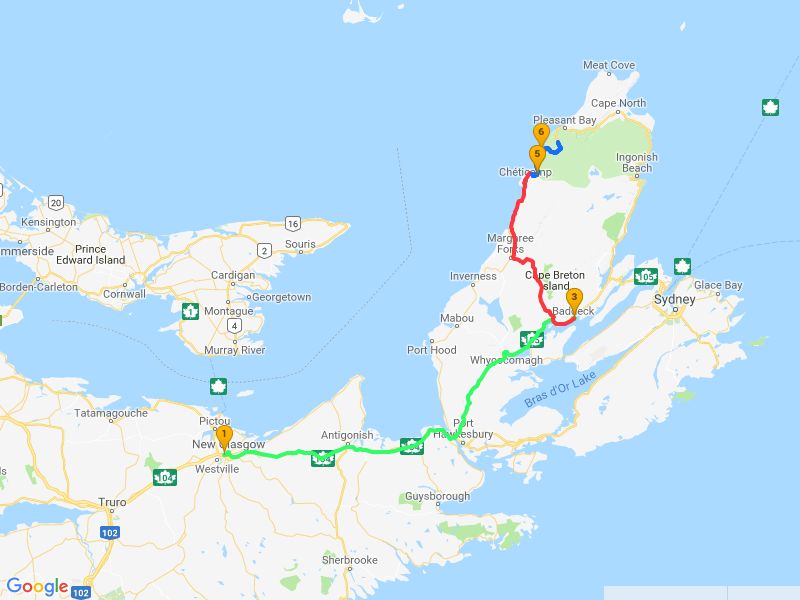 Meat Cove
Cape North
Pleasant Bay
6
5
Chéticamp
Ingonish
Beach
20
Kensington
16
Prince
Edward Island
2
Souris
Margaree
Forks
Cape Breton
Island
105
Inverness
Glace Bay
Sydney
Borden-Carleton
Cornwall
Cardigan
Georgetown
Montague
1
4
Murray River
3
Baddeck
Mabou
Port Hood
Whycocomagh
Bras d'Or Lake
Tatamagouche
Pictou
1
New Glasgow
Westville
Antigonish
Port
Hawkesbury
104
104
Truro
102
Guysborough
Sherbrooke
Google
102